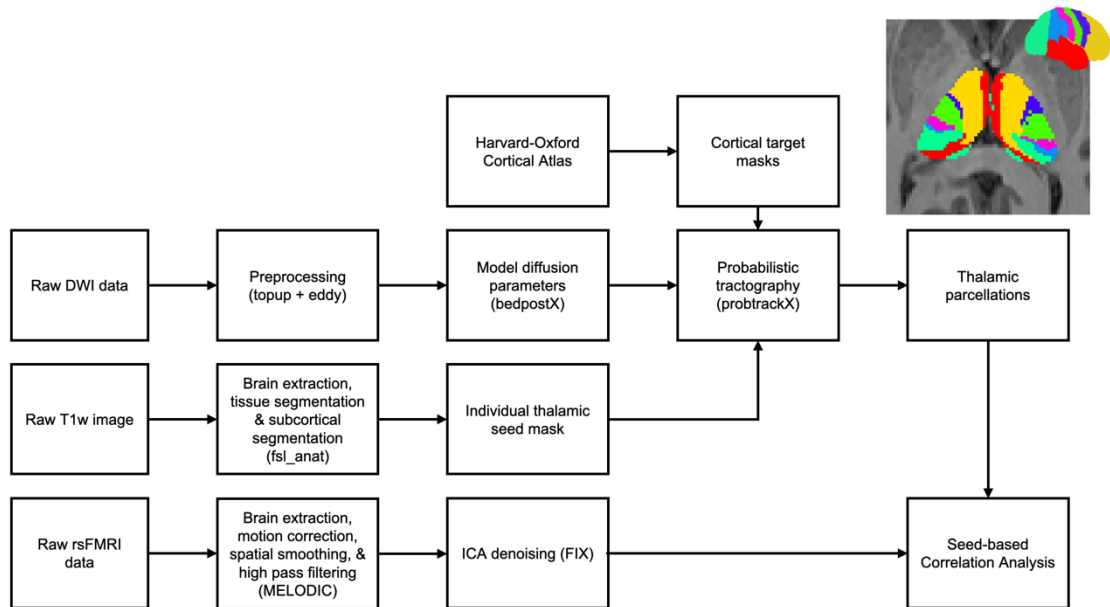 Harvard-Oxford
Cortical Atlas
Cortical target
masks
Raw DWI data
Preprocessing
(topup + eddy)
Model diffusion
parameters
(bedpostX)
Probabilistic
tractography
(probtrackX)
Thalamic
parcellations
Raw T1w image
Brain extraction,
tissue segmentation
& subcortical
segmentation
(fsl_anat)
Individual thalamic
seed mask
Raw rsFMRI
data
Brain extraction,
motion correction,
spatial smoothing, &
high pass filtering
(MELODIC)
ICA denoising (FIX)
Seed-based
Correlation Analysis